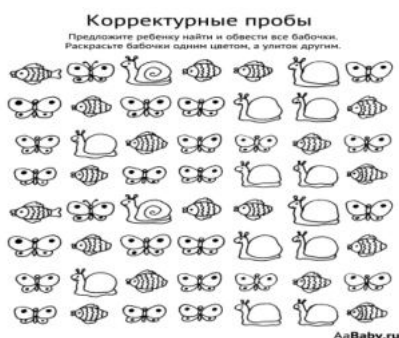 Корректурные пробы
Предложите ребенку найти и обвести все бабочки.
Раскрасьте бабочки одним цветом, а улиток другим.
AaBaby.ru